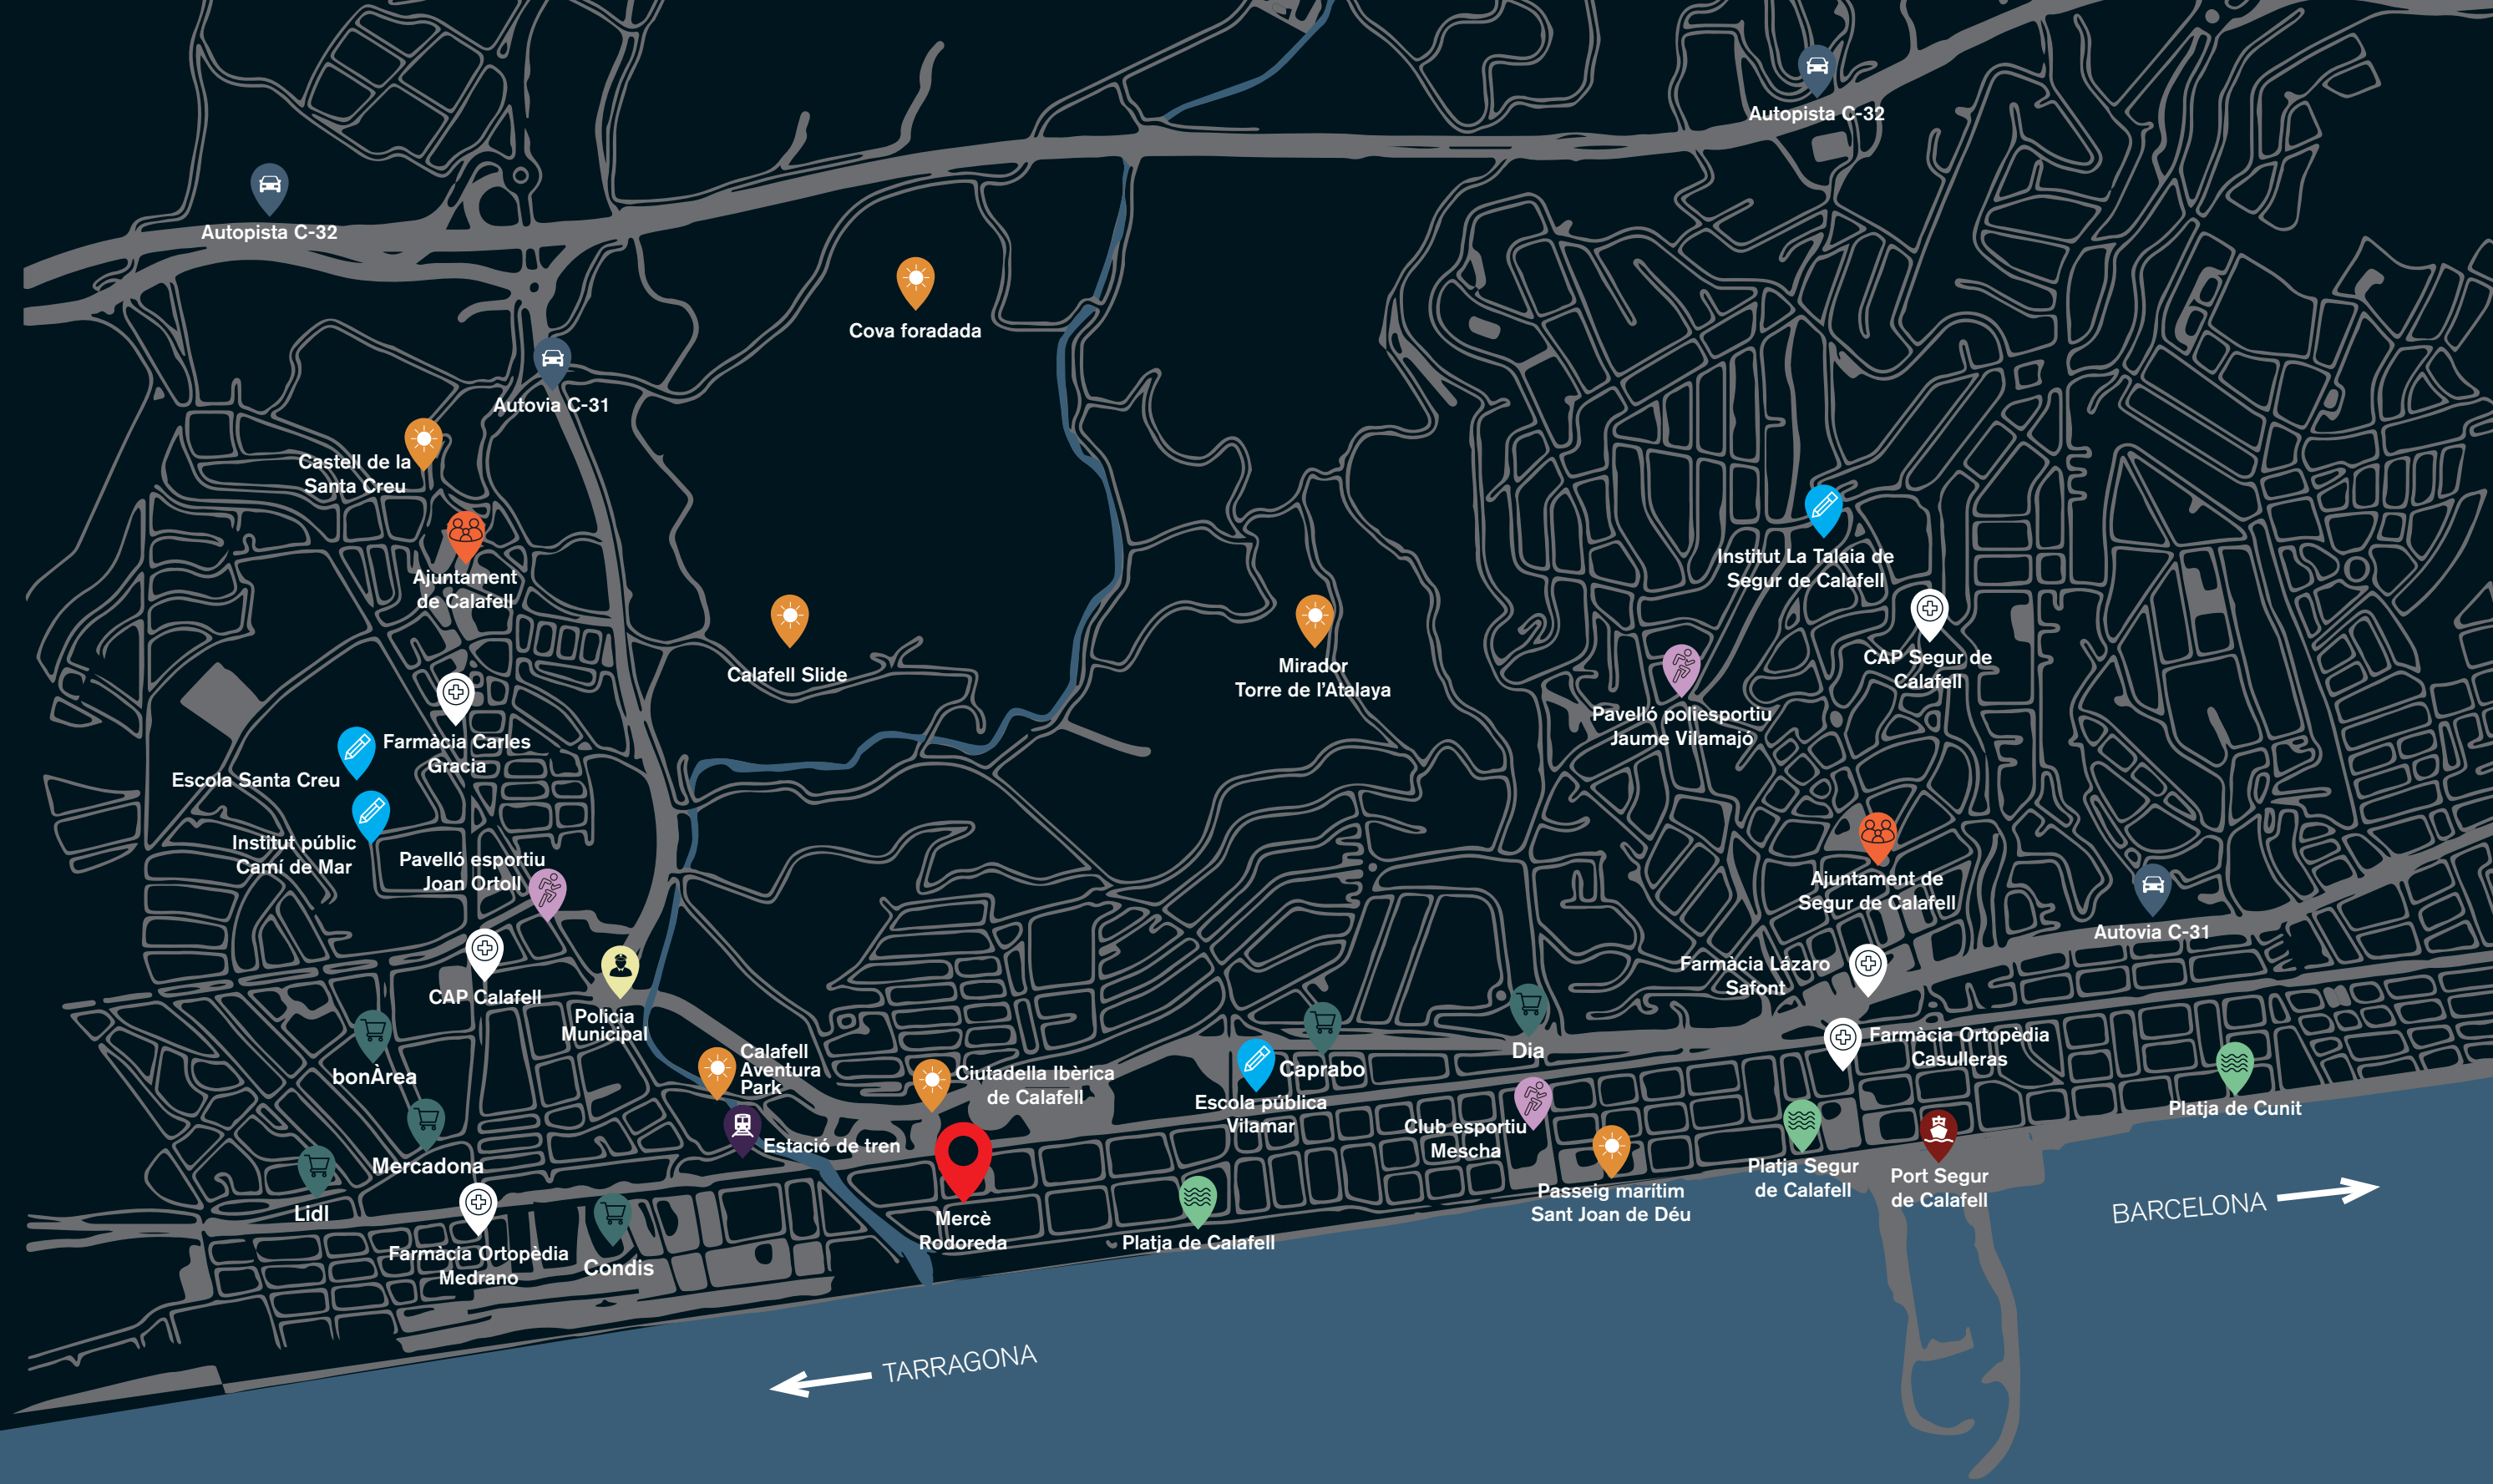 Autopista C-32
Autopista C-32
Cova foradada
Autovia C-31
Castell de la
Santa Creu
Ajuntament
de Calafell
Institut La Talaia de
Segur de Calafell
Calafell Slide
Mirador
Torre de l’Atalaya
CAP Segur de
Calafell
Pavelló poliesportiu
Jaume Vilamajó
Farmàcia Carles
Gracia
Escola Santa Creu
Institut públic
Camí de Mar
Pavelló esportiu
Joan Ortoll
Ajuntament de
Segur de Calafell
Autovia C-31
Farmàcia Lázaro
Safont
CAP Calafell
Policia
Municipal
Farmàcia Ortopèdia
Casulleras
Calafell
Aventura
Park
Dia
bonÀrea
Ciutadella Ibèrica
de Calafell
Caprabo
Escola pública
Vilamar
Platja de Cunit
Club esportiu
Mescha
Estació de tren
Mercadona
Platja Segur
de Calafell
Port Segur
de Calafell
Passeig marítim
Sant Joan de Déu
Lidl
Mercè
Rodoreda
Platja de Calafell
Farmàcia Ortopèdia
Medrano
Condis
BARCELONA
TARRAGONA